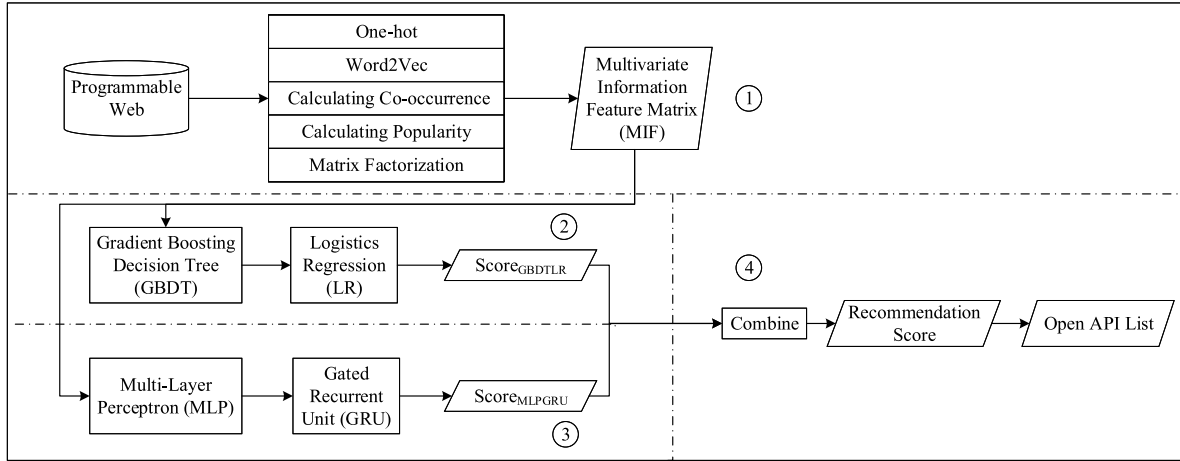 One-hot
Word2Vec
Calculating Co-occurrence
Calculating Popularity
Matrix Factorization
Programmable
Web
Multivariate
Information
Feature Matrix
(MIF)
1
2
Gradient Boosting
Decision Tree
(GBDT)
Logistics
Regression
(LR)
ScoreGBDTLR
Multi-Layer
Perceptron (MLP)
Gated
Recurrent
Unit (GRU)
ScoreMLPGRU
3
4
Combine
Recommendation
Score
Open API List